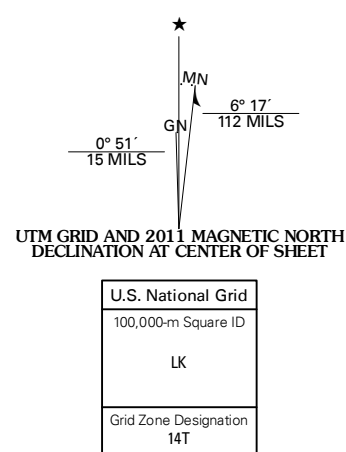 ★
MN
GN
6° 17´
112 MILS
0° 51´
15 MILS
UTM GRID AND 2011 MAGNETIC NORTH
DECLINATION AT CENTER OF SHEET
U.S. National Grid
100,000-m Square ID
LK
Grid Zone Designation
14T